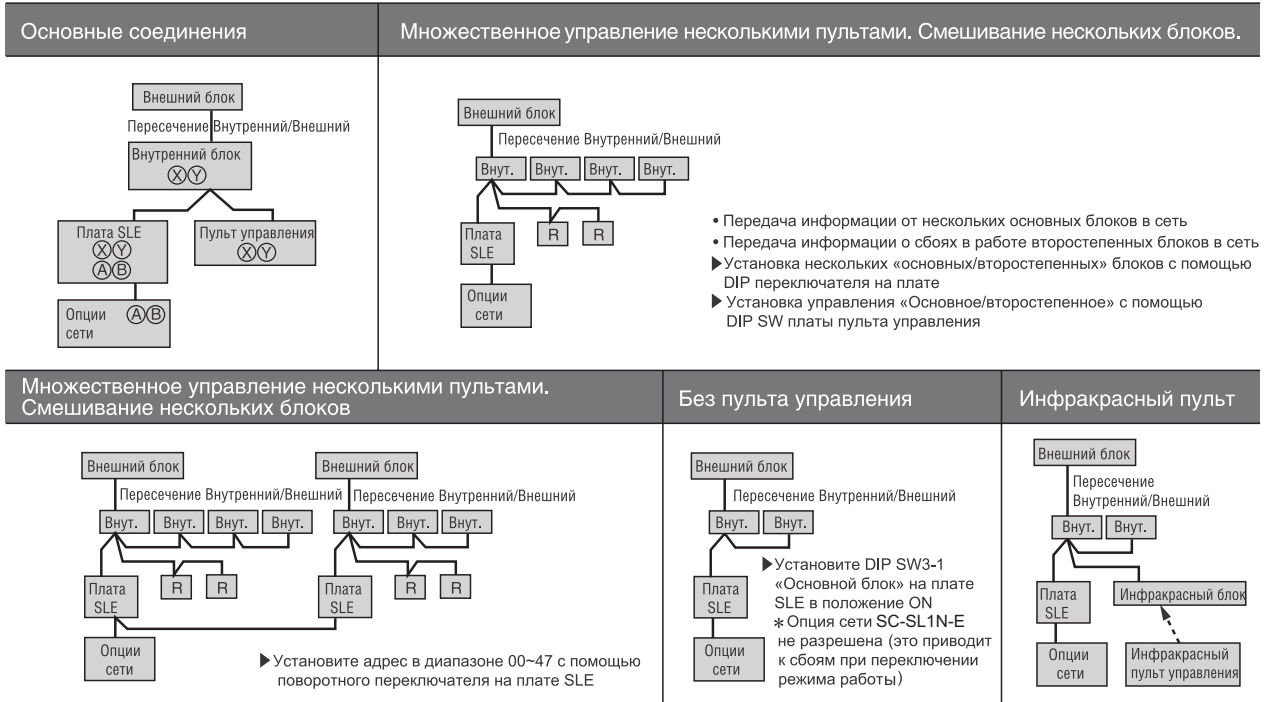 Основные соединения
Множественное управление несколькими пультами. Смешивание нескольких блоков.
Внешний блок
Пересечение Внутренний/Внешний
Внутренний блок
Ⓧ Ⓨ
Плата SLE
Ⓧ Ⓨ
Ⓐ Ⓑ
Пульт управления
Ⓧ Ⓨ
Опции Ⓐ Ⓑ
сети
Внешний блок
Пересечение Внутренний/Внешний
Внут. Внут. Внут. Внут.
Плата
SLE
R R
Опции
сети
• Передача информации от нескольких основных блоков в сеть
• Передача информации о сбоях в работе второстепенных блоков в сеть
▶Установка нескольких «основных/второстепенных» блоков с помощью
DIP переключателя на плате
▶ Установка управления «Основное/второстепенное» с помощью
DIP SW платы пульта управления
Множественное управление несколькими пультами.
Смешивание нескольких блоков
Без пульта управления
Инфракрасный пульт
Внешний блок
Пересечение Внутренний/Внешний
Внут. Внут. Внут. Внут.
Плата
SLE
R R
Опции
сети
Внешний блок
Пересечение Внутренний/Внешний
Внут. Внут. Внут.
Плата
SLE
R R
▶Установите адрес в диапазоне 00~47 с помощью
поворотного переключателя на плате SLE
Внешний блок
Пересечение Внутренний/Внешний
Внут. Внут.
Плата
SLE
Опции
сети
▶Установите DIP SW3-1
«Основной блок» на плате
SLE в положение ON
* Опция сети SC-SL1N-E
не разрешена (это приводит
к сбоям при переключении
режима работы)
Внешний блок
Пересечение
Внутренний/Внешний
Внут. Внут.
Плата
SLE
Инфракрасный блок
Опции
сети
Инфракрасный
пульт управления